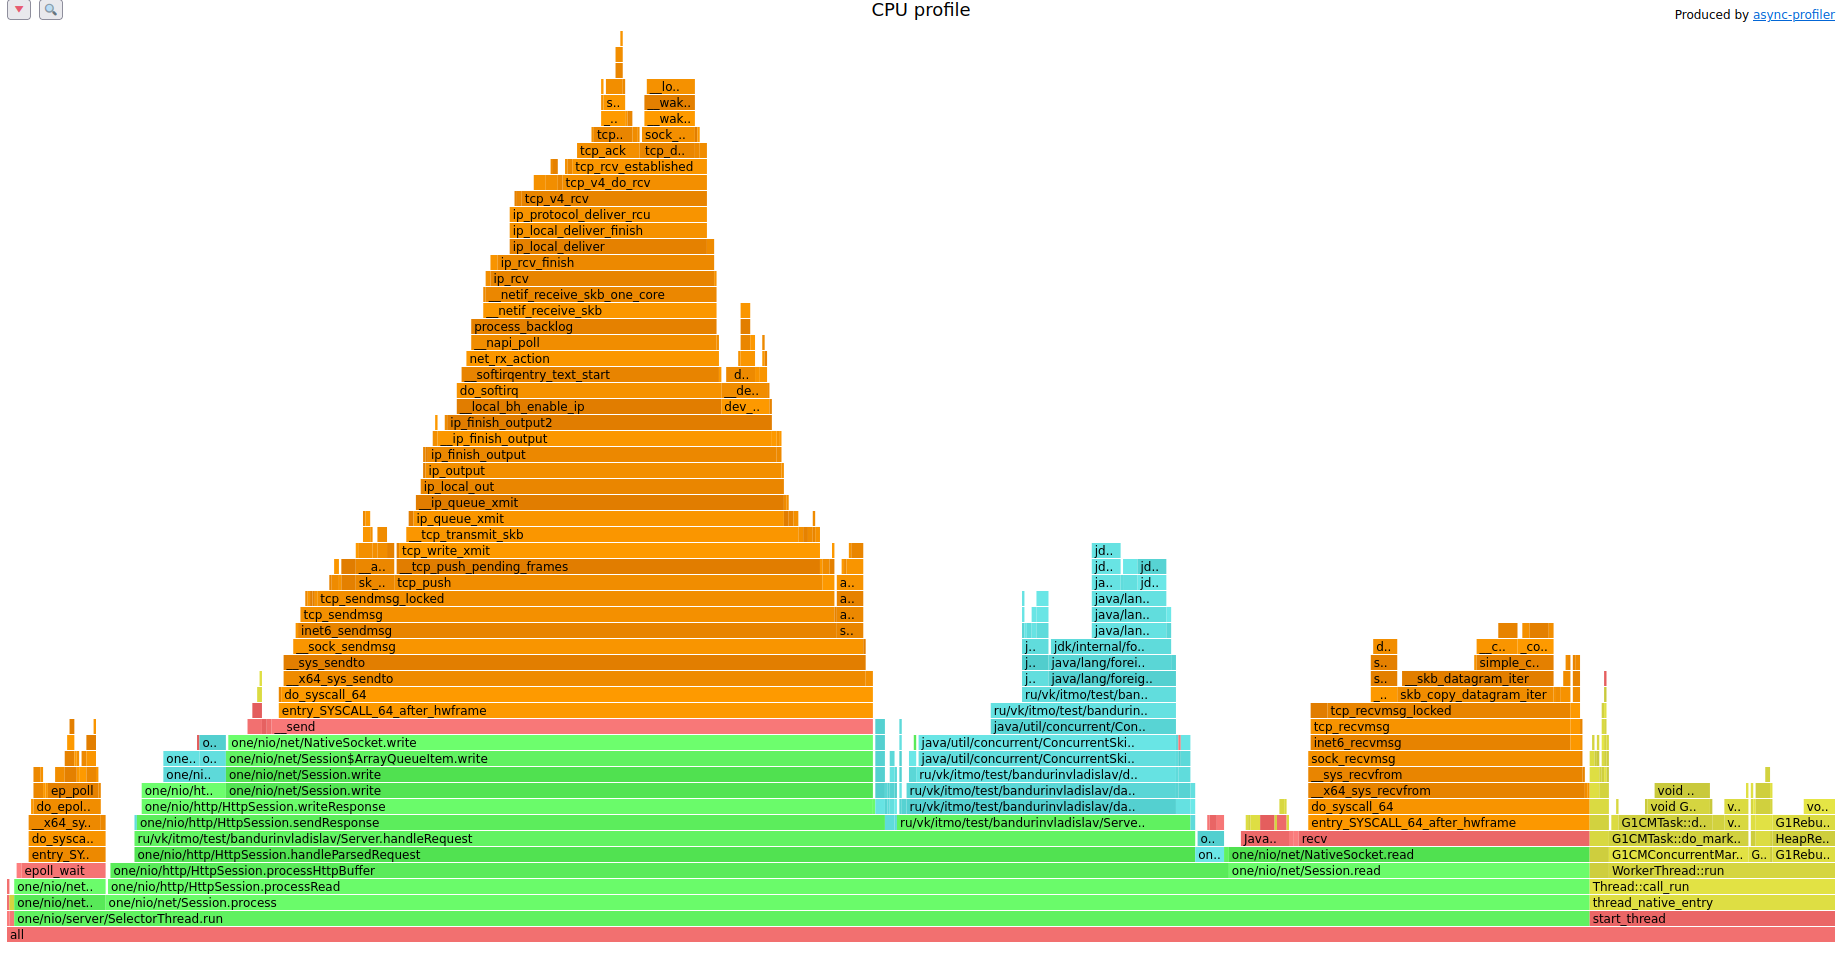 CPU profile
Produced by async-profiler
__lo..
s.. __wak..
_.. __wak..
tcp.. sock_..
tcp_ack tcp_d..
tcp_rcv_established
tcp_v4_do_rcv
tcp_v4_rcv
ip_protocol_deliver_rcu
ip_local_deliver_finish
ip_local_deliver
ip_rcv_finish
ip_rcv
__netif_receive_skb_one_core
__netif_receive_skb
process_backlog
__napi_poll
net_rx_action
__softirqentry_text_start d..
do_softirq __de..
__local_bh_enable_ip dev_..
ip_finish_output2
__ip_finish_output
ip_finish_output
ip_output
ip_local_out
__ip_queue_xmit
ip_queue_xmit
__tcp_transmit_skb
tcp_write_xmit jd..
__a.. __tcp_push_pending_frames jd.. jd..
sk_.. tcp_push a.. ja.. jd..
tcp_sendmsg_locked a.. java/lan..
tcp_sendmsg a.. java/lan..
inet6_sendmsg s.. java/lan..
__sock_sendmsg j.. jdk/internal/fo.. d.. __c.. _co..
__sys_sendto j.. java/lang/forei.. s.. simple_c..
__x64_sys_sendto j.. java/lang/foreig.. s.. __skb_datagram_iter
do_syscall_64 ru/vk/itmo/test/ban.. _.. skb_copy_datagram_iter
entry_SYSCALL_64_after_hwframe ru/vk/itmo/test/bandurin.. tcp_recvmsg_locked
__send java/util/concurrent/Con.. tcp_recvmsg
o.. one/nio/net/NativeSocket.write java/util/concurrent/ConcurrentSki.. inet6_recvmsg
one.. o.. one/nio/net/Session$ArrayQueueItem.write java/util/concurrent/ConcurrentSki.. sock_recvmsg
one/ni.. one/nio/net/Session.write ru/vk/itmo/test/bandurinvladislav/d.. __sys_recvfrom
ep_poll one/nio/ht.. one/nio/net/Session.write ru/vk/itmo/test/bandurinvladislav/da.. __x64_sys_recvfrom void ..
do_epol.. one/nio/http/HttpSession.writeResponse ru/vk/itmo/test/bandurinvladislav/da.. do_syscall_64 void G.. v.. vo..
__x64_sy.. one/nio/http/HttpSession.sendResponse ru/vk/itmo/test/bandurinvladislav/Serve.. entry_SYSCALL_64_after_hwframe G1CMTask::d.. v.. G1Rebu..
do_sysca.. ru/vk/itmo/test/bandurinvladislav/Server.handleRequest o.. Java.. recv G1CMTask::do_mark.. HeapRe..
entry_SY.. one/nio/http/HttpSession.handleParsedRequest on.. one/nio/net/NativeSocket.read G1CMConcurrentMar.. G.. G1Rebu..
epoll_wait one/nio/http/HttpSession.processHttpBuffer one/nio/net/Session.read WorkerThread::run
one/nio/net.. one/nio/http/HttpSession.processRead Thread::call_run
one/nio/net.. one/nio/net/Session.process thread_native_entry
one/nio/server/SelectorThread.run start_thread
all